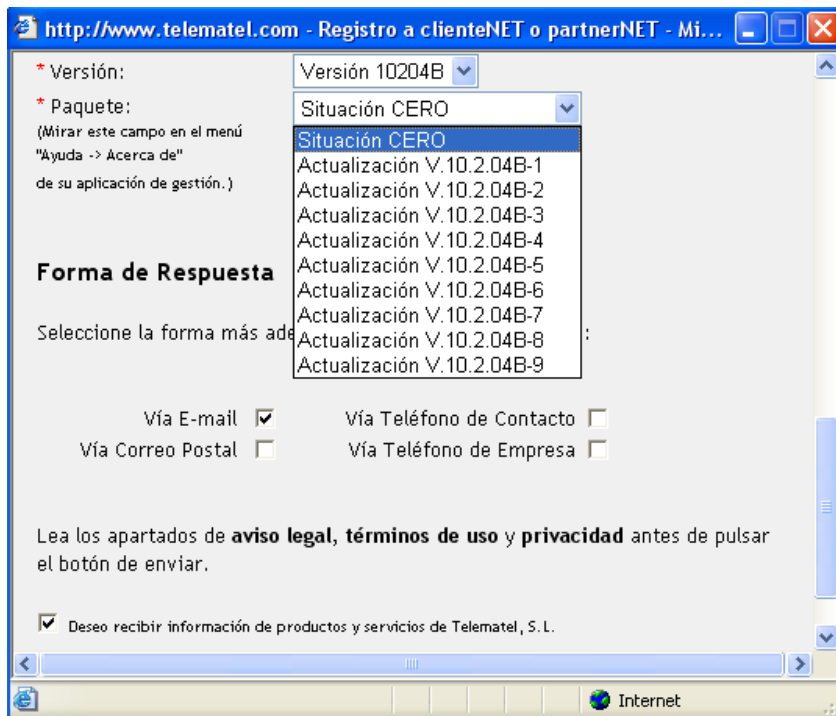 http://www.telematel.com - Registro a clienteNET o partnerNET - Mi...
* Versión: Versión 10204B
* Paquete: Situación CERO
(Mirar este campo en el menú
"Ayuda -> Acerca de"
de su aplicación de gestión.)
Situación CERO
Actualización V.10.2.04B-1
Actualización V.10.2.04B-2
Actualización V.10.2.04B-3
Actualización V.10.2.04B-4
Actualización V.10.2.04B-5
Actualización V.10.2.04B-6
Actualización V.10.2.04B-7
Actualización V.10.2.04B-8
Actualización V.10.2.04B-9
Forma de Respuesta
Seleccione la forma más ade :
Vía E-mail Vía Teléfono de Contacto
Vía Correo Postal Vía Teléfono de Empresa
Lea los apartados de aviso legal, términos de uso y privacidad antes de pulsar
el botón de enviar.
Deseo recibir información de productos y servicios de Telematel, S.L.
Internet